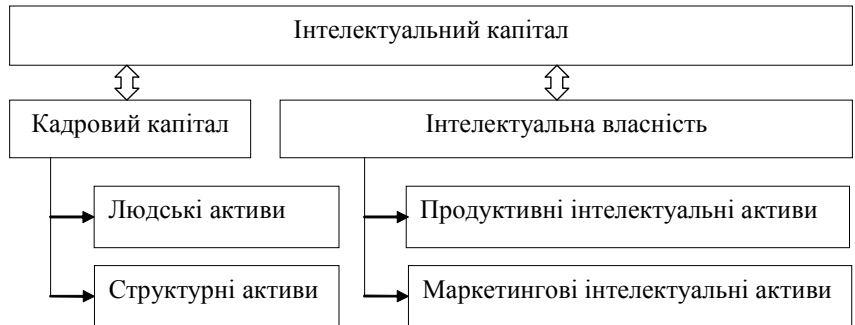 Інтелектуальний капітал
Кадровий капітал
Інтелектуальна власність
Людські активи
Продуктивні інтелектуальні активи
Структурні активи
Маркетингові інтелектуальні активи